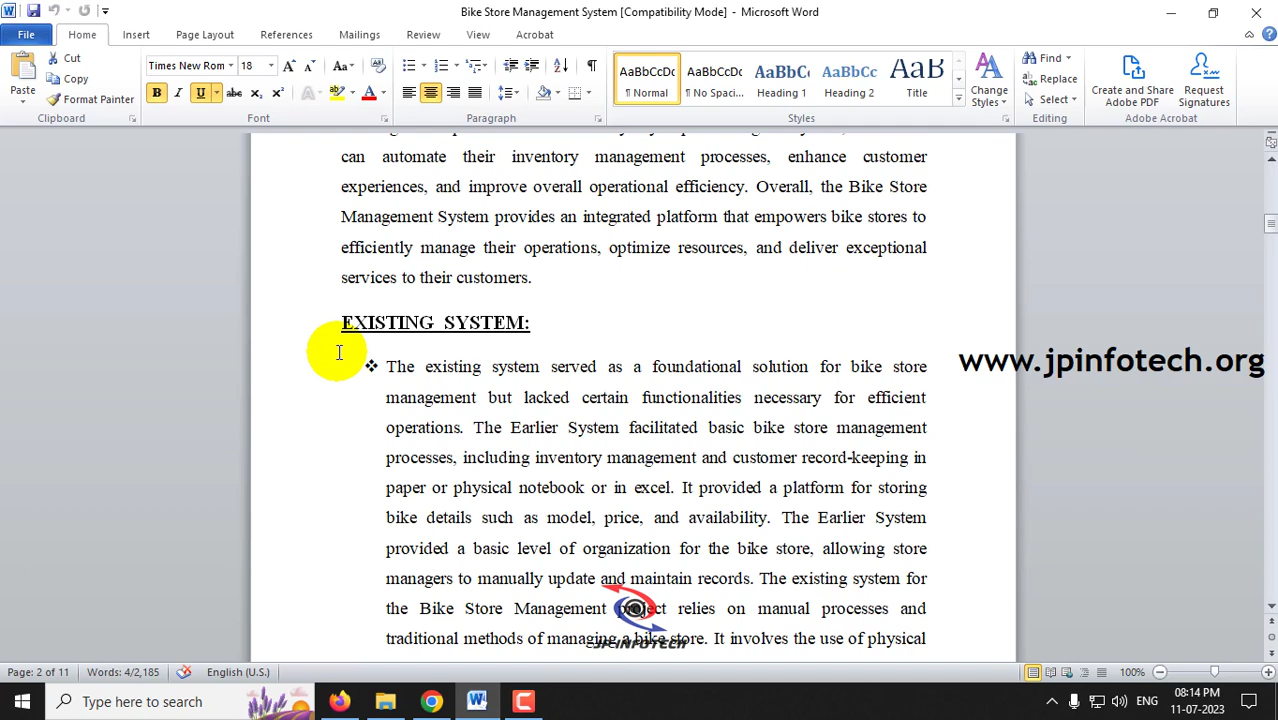 Bike Store Management System [Compatibility Mode] - Microsoft Word
File Home Insert Page Layout References Mailings Review View Acrobat
Paste
Cut
Copy
Format Painter
Clipboard
Times New Rom 18
Font
Paragraph
AaBbCcDc AaBbCcDc AaBbCc AaBbCc AaB
¶ Normal ¶ No Spaci... Heading 1 Heading 2 Title
Change Styles
Styles
Find
Replace
Select
Editing
Create and Share Adobe PDF
Request Signatures
Adobe Acrobat
can automate their inventory management processes, enhance customer
experiences, and improve overall operational efficiency. Overall, the Bike Store
Management System provides an integrated platform that empowers bike stores to
efficiently manage their operations, optimize resources, and deliver exceptional
services to their customers.
EXISTING SYSTEM:
❖ The existing system served as a foundational solution for bike store
management but lacked certain functionalities necessary for efficient
operations. The Earlier System facilitated basic bike store management
processes, including inventory management and customer record-keeping in
paper or physical notebook or in excel. It provided a platform for storing
bike details such as model, price, and availability. The Earlier System
provided a basic level of organization for the bike store, allowing store
managers to manually update and maintain records. The existing system for
the Bike Store Management project relies on manual processes and
traditional methods of managing a bike store. It involves the use of physical
www.jpinfotech.org
JPINFOTECH
Page: 2 of 11 Words: 4/2,185 English (U.S.) 100%
Type here to search
ENG
08:14 PM
11-07-2023